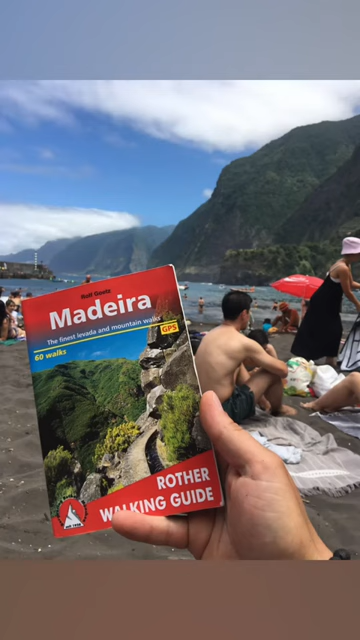 Rolf Goetz
Madeira
The finest levada and mountain walks
GPS
60 walks
ROTHER
WALKING GUIDE